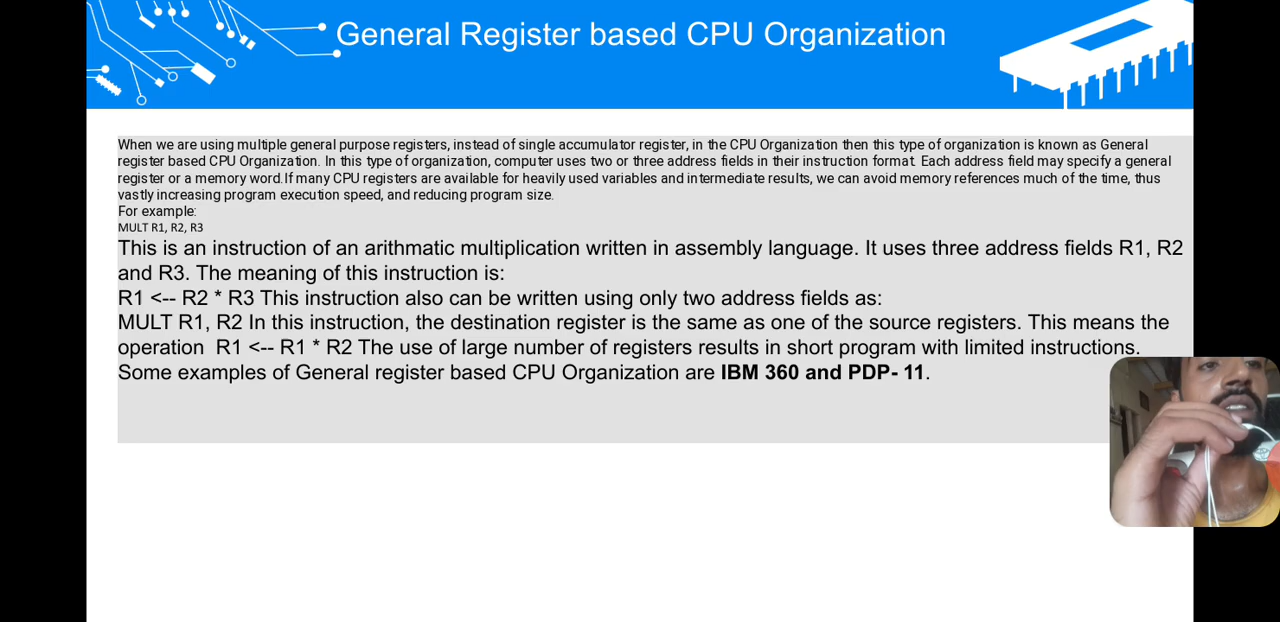 General Register based CPU Organization
When we are using multiple general purpose registers, instead of single accumulator register, in the CPU Organization then this type of organization is known as General
register based CPU Organization. In this type of organization, computer uses two or three address fields in their instruction format. Each address field may specify a general
register or a memory word.If many CPU registers are available for heavily used variables and intermediate results, we can avoid memory references much of the time, thus
vastly increasing program execution speed, and reducing program size.
For example:
MULT R1, R2, R3
This is an instruction of an arithmatic multiplication written in assembly language. It uses three address fields R1, R2
and R3. The meaning of this instruction is:
R1 <-- R2 * R3 This instruction also can be written using only two address fields as:
MULT R1, R2 In this instruction, the destination register is the same as one of the source registers. This means the
operation  R1 <-- R1 * R2 The use of large number of registers results in short program with limited instructions.
Some examples of General register based CPU Organization are IBM 360 and PDP- 11.